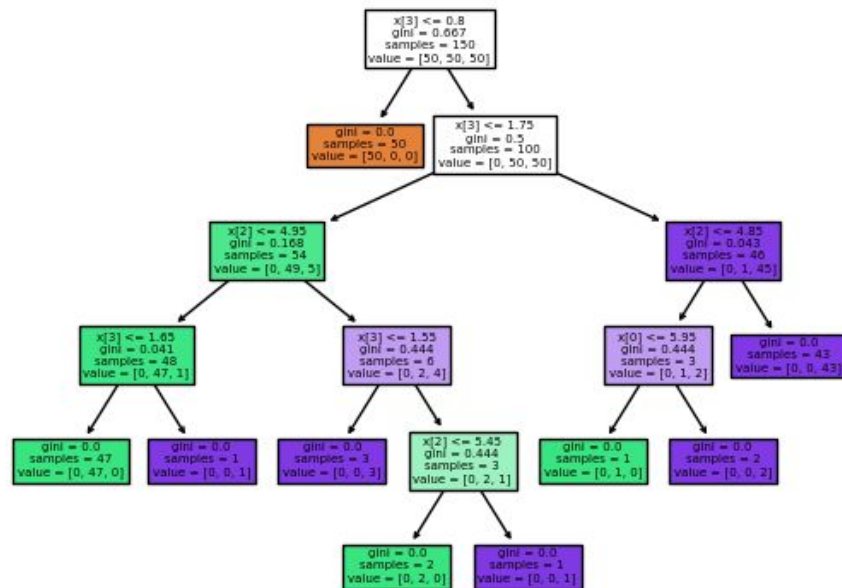 x[3] <= 0.8
gini = 0.667
samples = 150
value = [50, 50, 50]
gini = 0.0
samples = 50
value = [50, 0, 0]
x[3] <= 1.75
gini = 0.5
samples = 100
value = [0, 50, 50]
x[2] <= 4.95
gini = 0.168
samples = 54
value = [0, 49, 5]
x[2] <= 4.85
gini = 0.043
samples = 46
value = [0, 1, 45]
x[3] <= 1.65
gini = 0.041
samples = 48
value = [0, 47, 1]
x[3] <= 1.55
gini = 0.444
samples = 6
value = [0, 2, 4]
x[0] <= 5.95
gini = 0.444
samples = 3
value = [0, 1, 2]
gini = 0.0
samples = 43
value = [0, 0, 43]
gini = 0.0
samples = 47
value = [0, 47, 0]
gini = 0.0
samples = 1
value = [0, 0, 1]
gini = 0.0
samples = 3
value = [0, 0, 3]
x[2] <= 5.45
gini = 0.444
samples = 3
value = [0, 2, 1]
gini = 0.0
samples = 1
value = [0, 1, 0]
gini = 0.0
samples = 2
value = [0, 0, 2]
gini = 0.0
samples = 2
value = [0, 2, 0]
gini = 0.0
samples = 1
value = [0, 0, 1]